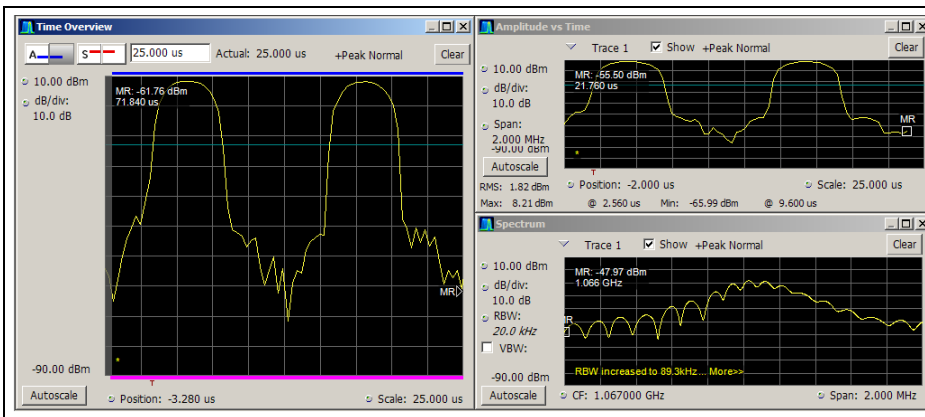 Time Overview
A S 25.000 us Actual: 25.000 us +Peak Normal Clear
10.00 dBm
dB/div:
10.0 dB
MR: -61.76 dBm
71.840 us
MR
-90.00 dBm
T
Autoscale Position: -3.280 us Scale: 25.000 us
Amplitude vs Time
Trace 1 Show +Peak Normal Clear
10.00 dBm
dB/div:
10.0 dB
Span:
2.000 MHz
-90.00 dBm
Autoscale
MR: -55.50 dBm
21.760 us
MR
T
RMS: 1.82 dBm Position: -2.000 us Scale: 25.000 us
Max: 8.21 dBm @ 2.560 us Min: -65.99 dBm @ 9.600 us
Spectrum
Trace 1 Show +Peak Normal Clear
10.00 dBm
dB/div:
10.0 dB
RBW:
20.0 kHz
VBW:
-90.00 dBm
MR: -47.97 dBm
1.066 GHz
MR
RBW increased to 89.3kHz... More>>
Autoscale CF: 1.067000 GHz Span: 2.000 MHz